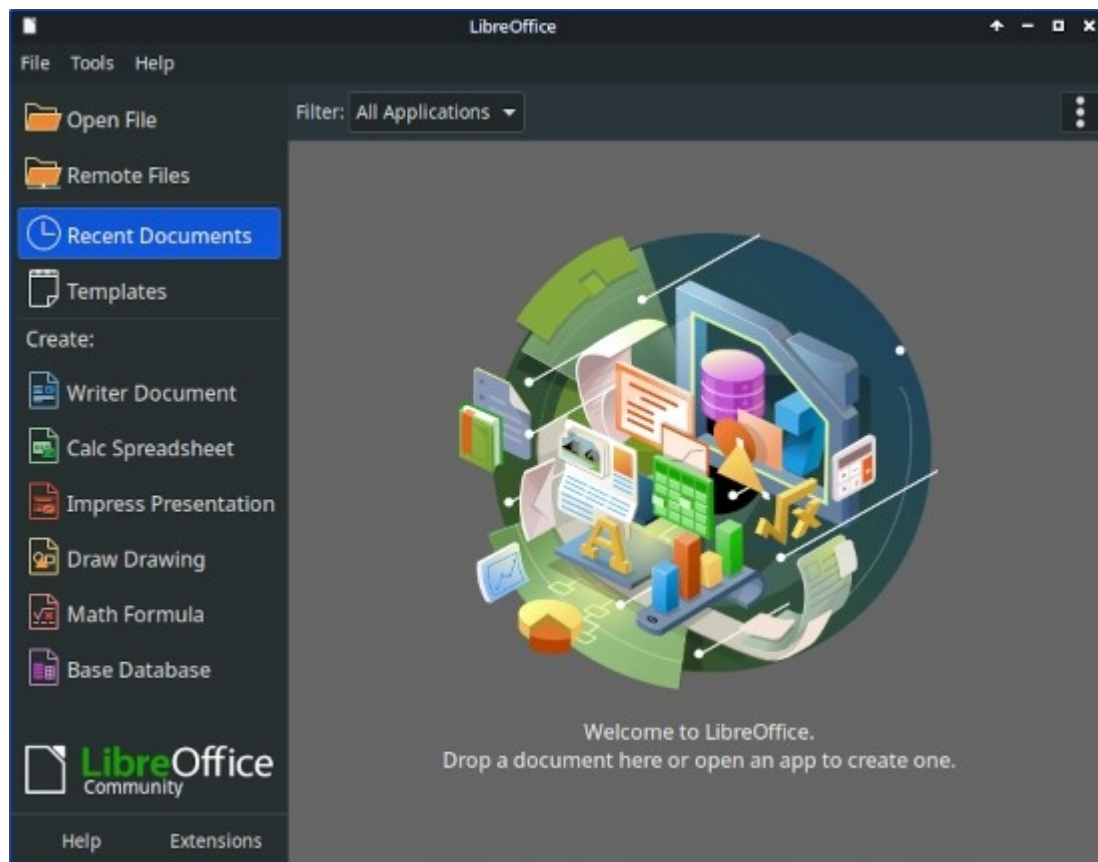 LibreOffice
File Tools Help
Open File
Remote Files
Recent Documents
Templates
Create:
Writer Document
Calc Spreadsheet
Impress Presentation
Draw Drawing
Math Formula
Base Database
LibreOffice
Community
Help Extensions
Filter: All Applications
A
Welcome to LibreOffice.
Drop a document here or open an app to create one.